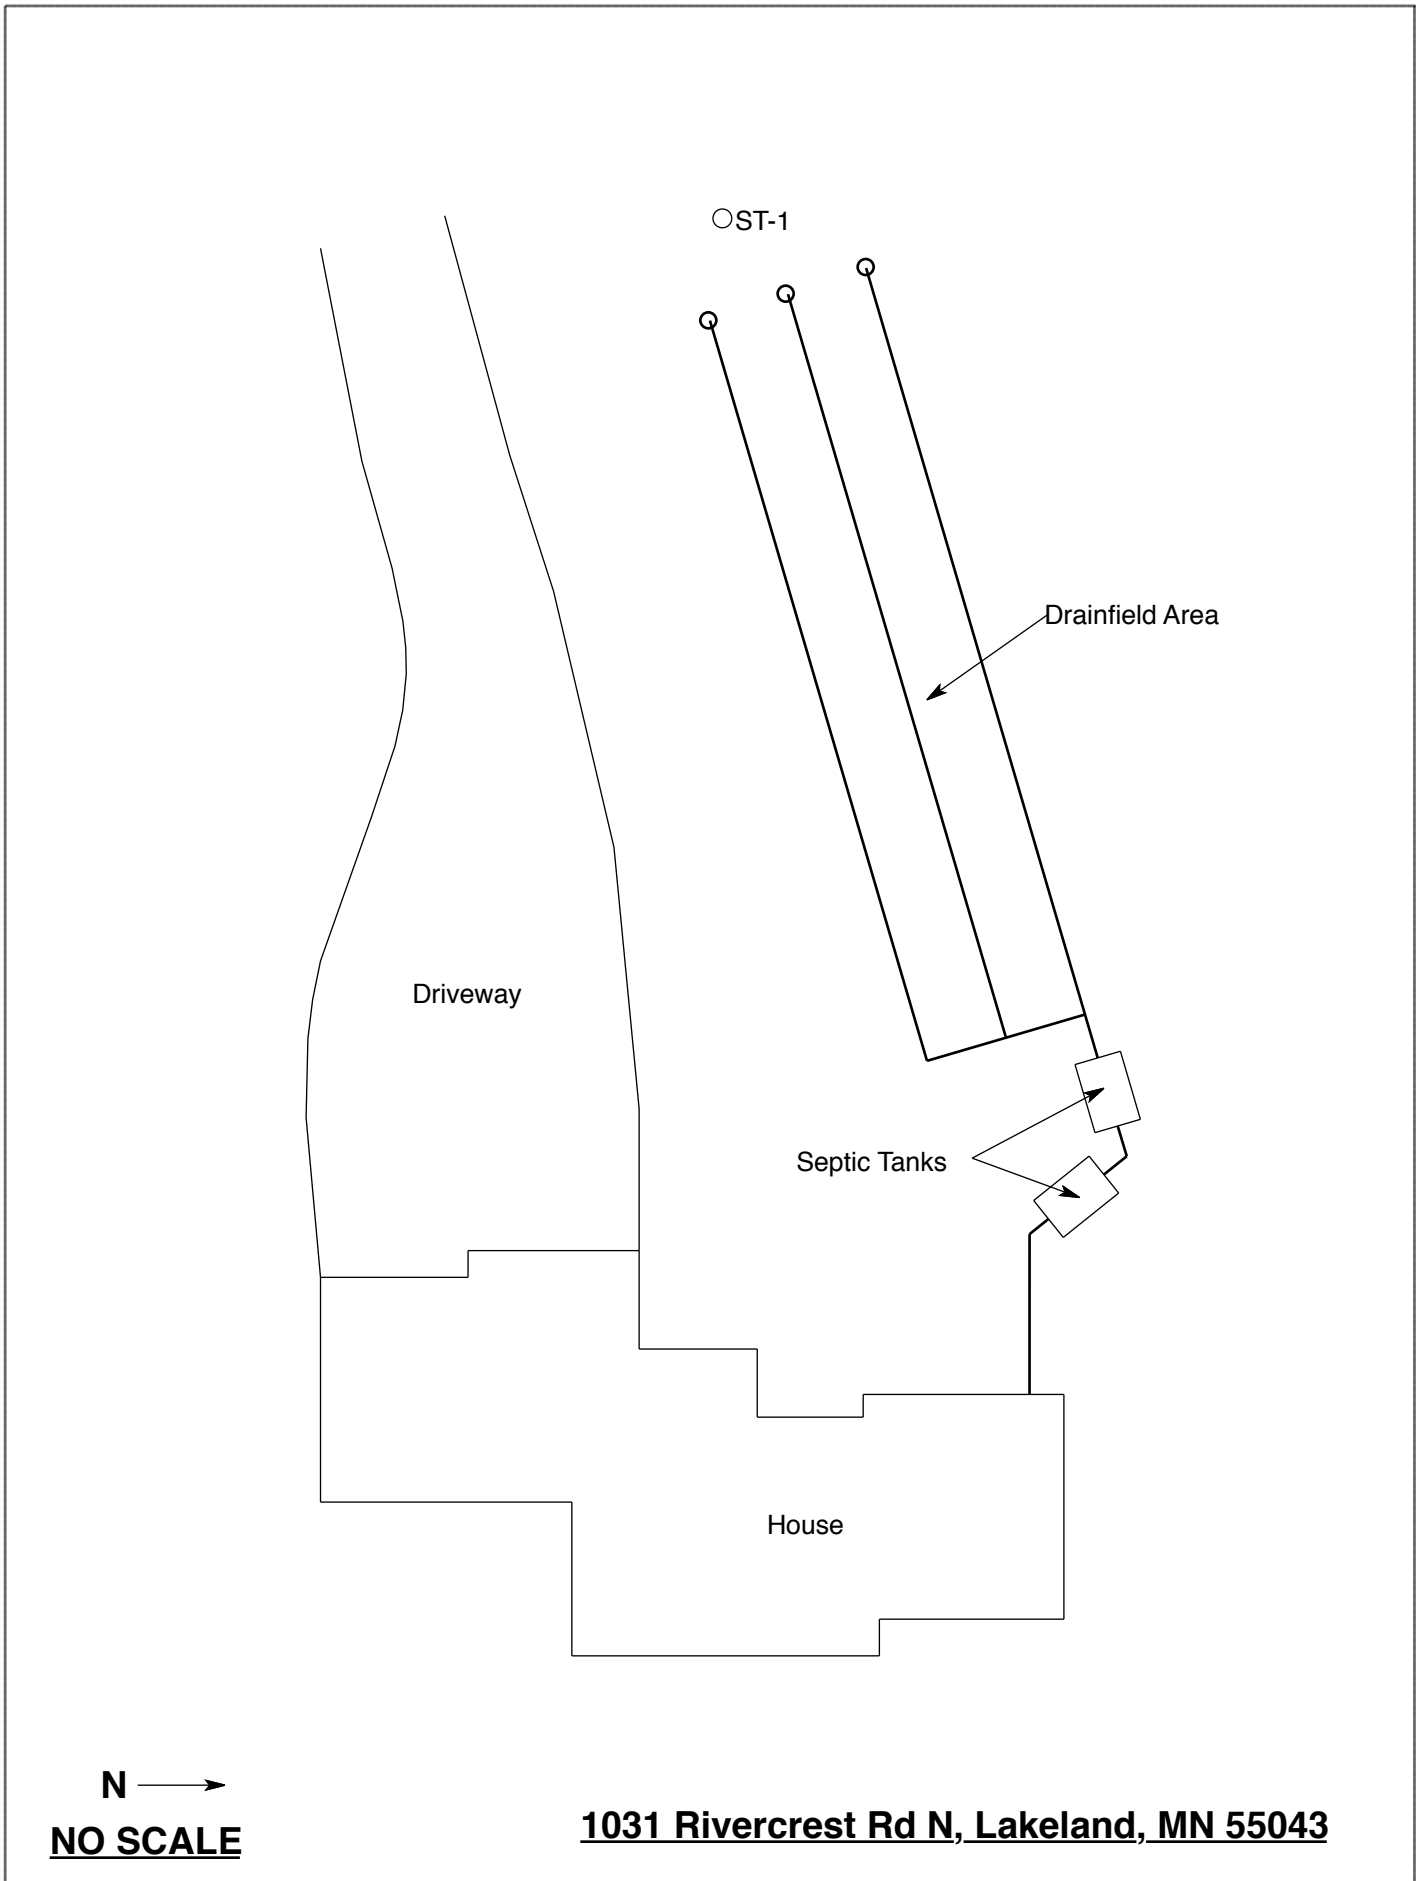 ST-1
Drainfield Area
Driveway
Septic Tanks
House
N
NO SCALE
1031 Rivercrest Rd N, Lakeland, MN 55043